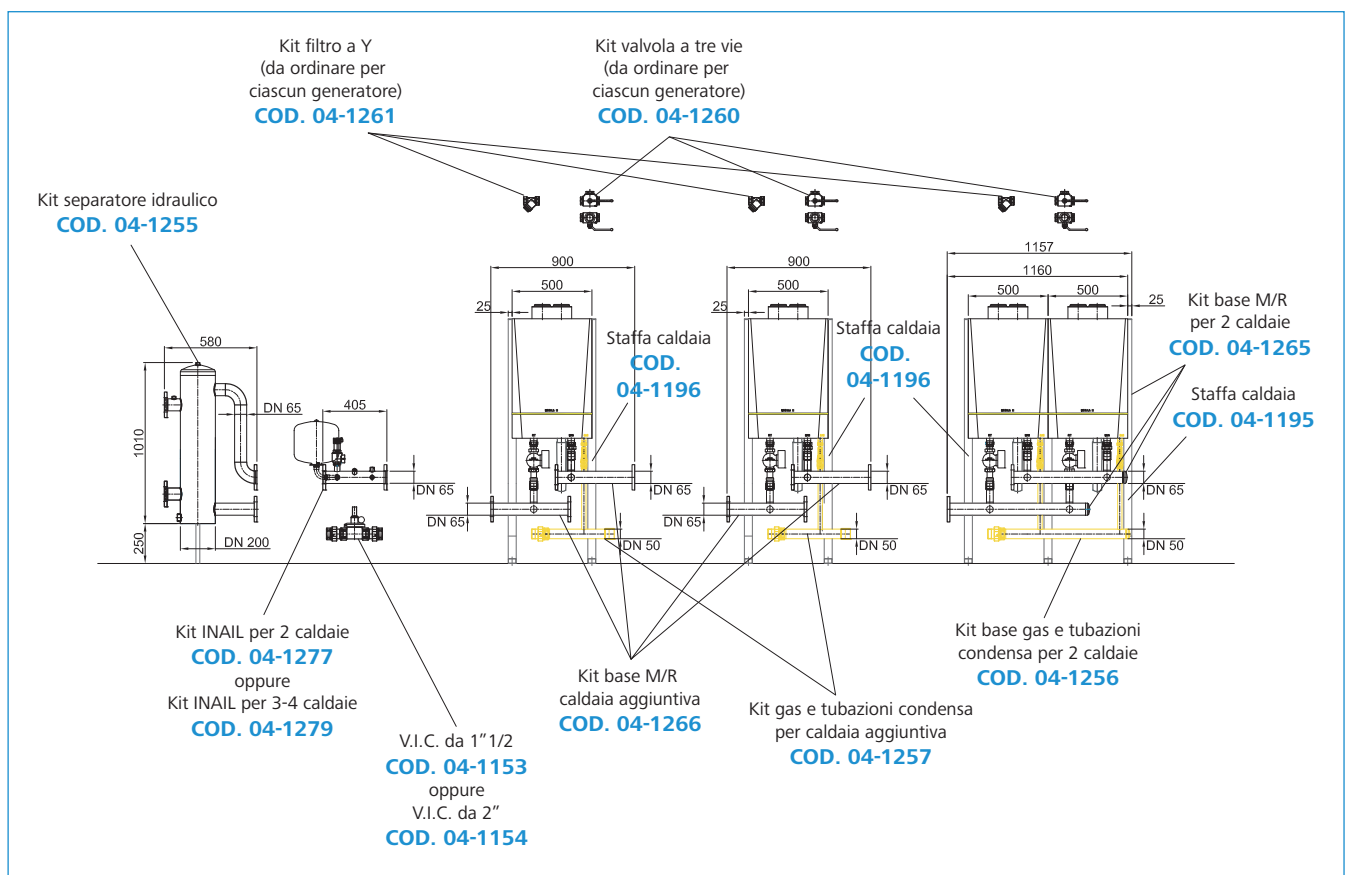 Kit filtro a Y
(da ordinare per
ciascun generatore)
COD. 04-1261
Kit valvola a tre vie
(da ordinare per
ciascun generatore)
COD. 04-1260
Kit separatore idraulico
COD. 04-1255
580
DN 65
1010
250
DN 200
405
DN 65
900
500
25
Staffa caldaia
COD.
04-1196
DN 65
DN 65
DN 50
900
500
25
Staffa caldaia
COD.
04-1196
DN 65
DN 65
DN 50
1157
1160
500
500
25
Kit base M/R
per 2 caldaie
COD. 04-1265
Staffa caldaia
COD. 04-1195
DN 65
DN 50
Kit INAIL per 2 caldaie
COD. 04-1277
oppure
Kit INAIL per 3-4 caldaie
COD. 04-1279
V.I.C. da 1”1/2
COD. 04-1153
oppure
V.I.C. da 2”
COD. 04-1154
Kit base M/R
caldaia aggiuntiva
COD. 04-1266
Kit gas e tubazioni condensa
per caldaia aggiuntiva
COD. 04-1257
Kit base gas e tubazioni
condensa per 2 caldaie
COD. 04-1256